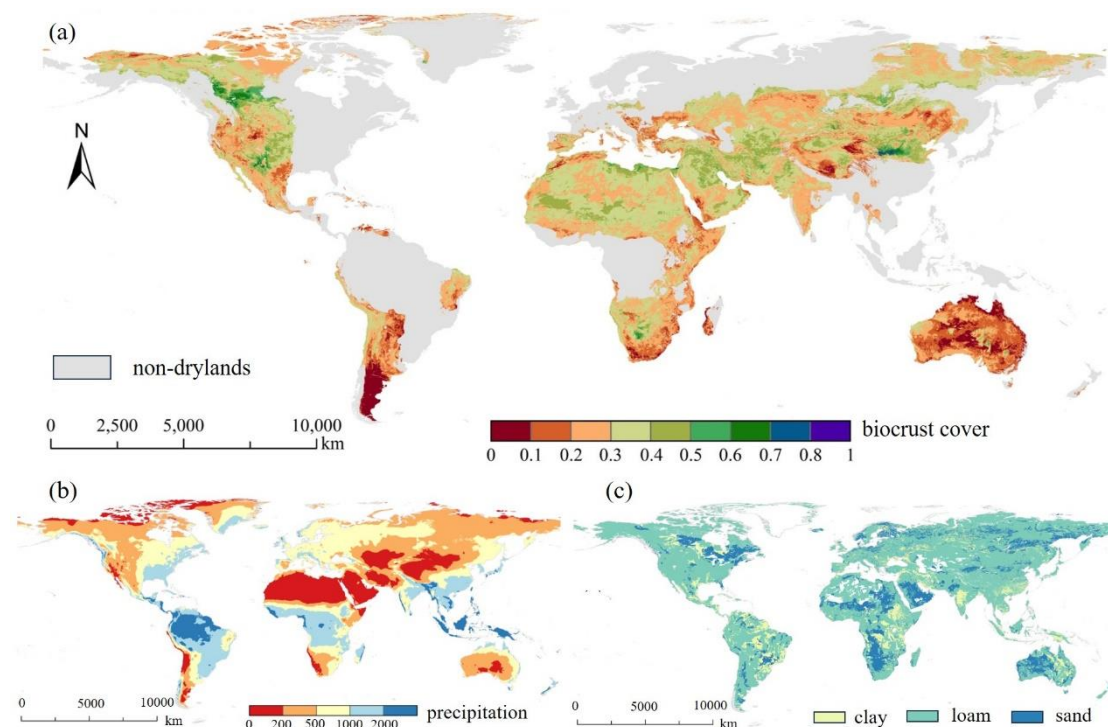 (a)
N
non-drylands
0 2,500 5,000 10,000
km
biocrust cover
0 0.1 0.2 0.3 0.4 0.5 0.6 0.7 0.8 1
(b)
(c)
0 5000 10000
km
0 200 500 1000 2000
precipitation
0 5000 10000
km
clay loam sand